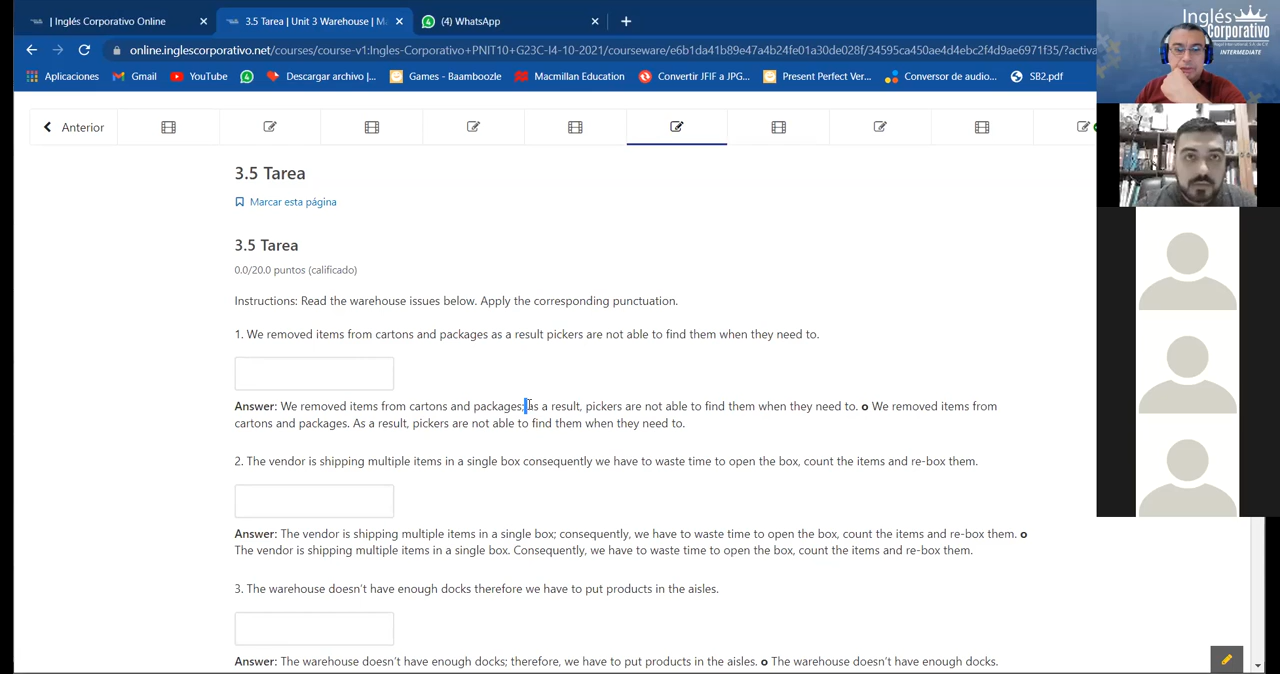 | Inglés Corporativo Online
3.5 Tarea | Unit 3 Warehouse | M
(4) WhatsApp
online.inglescorporativo.net/courses/course-v1:Ingles-Corporativo+PNIT10+G23C-I4-10-2021/courseware/e6b1da41b89e47a4b24fe01a30de028f/34595ca450ae4d4ebc2f4d9ae6971f35/?activa
Aplicaciones
Gmail
YouTube
Descargar archivo |...
Games - Baamboozle
Macmillan Education
Convertir JFIF a JPG...
Present Perfect Ver...
Conversor de audio...
SB2.pdf
Inglés
Corporativo
INTERMEDIATE
Anterior
3.5 Tarea
Marcar esta página
3.5 Tarea
0.0/20.0 puntos (calificado)
Instructions: Read the warehouse issues below. Apply the corresponding punctuation.
1. We removed items from cartons and packages as a result pickers are not able to find them when they need to.
Answer: We removed items from cartons and packages; as a result, pickers are not able to find them when they need to. o We removed items from
cartons and packages. As a result, pickers are not able to find them when they need to.
2. The vendor is shipping multiple items in a single box consequently we have to waste time to open the box, count the items and re-box them.
Answer: The vendor is shipping multiple items in a single box; consequently, we have to waste time to open the box, count the items and re-box them. o
The vendor is shipping multiple items in a single box. Consequently, we have to waste time to open the box, count the items and re-box them.
3. The warehouse doesn't have enough docks therefore we have to put products in the aisles.
Answer: The warehouse doesn't have enough docks; therefore, we have to put products in the aisles. o The warehouse doesn't have enough docks.